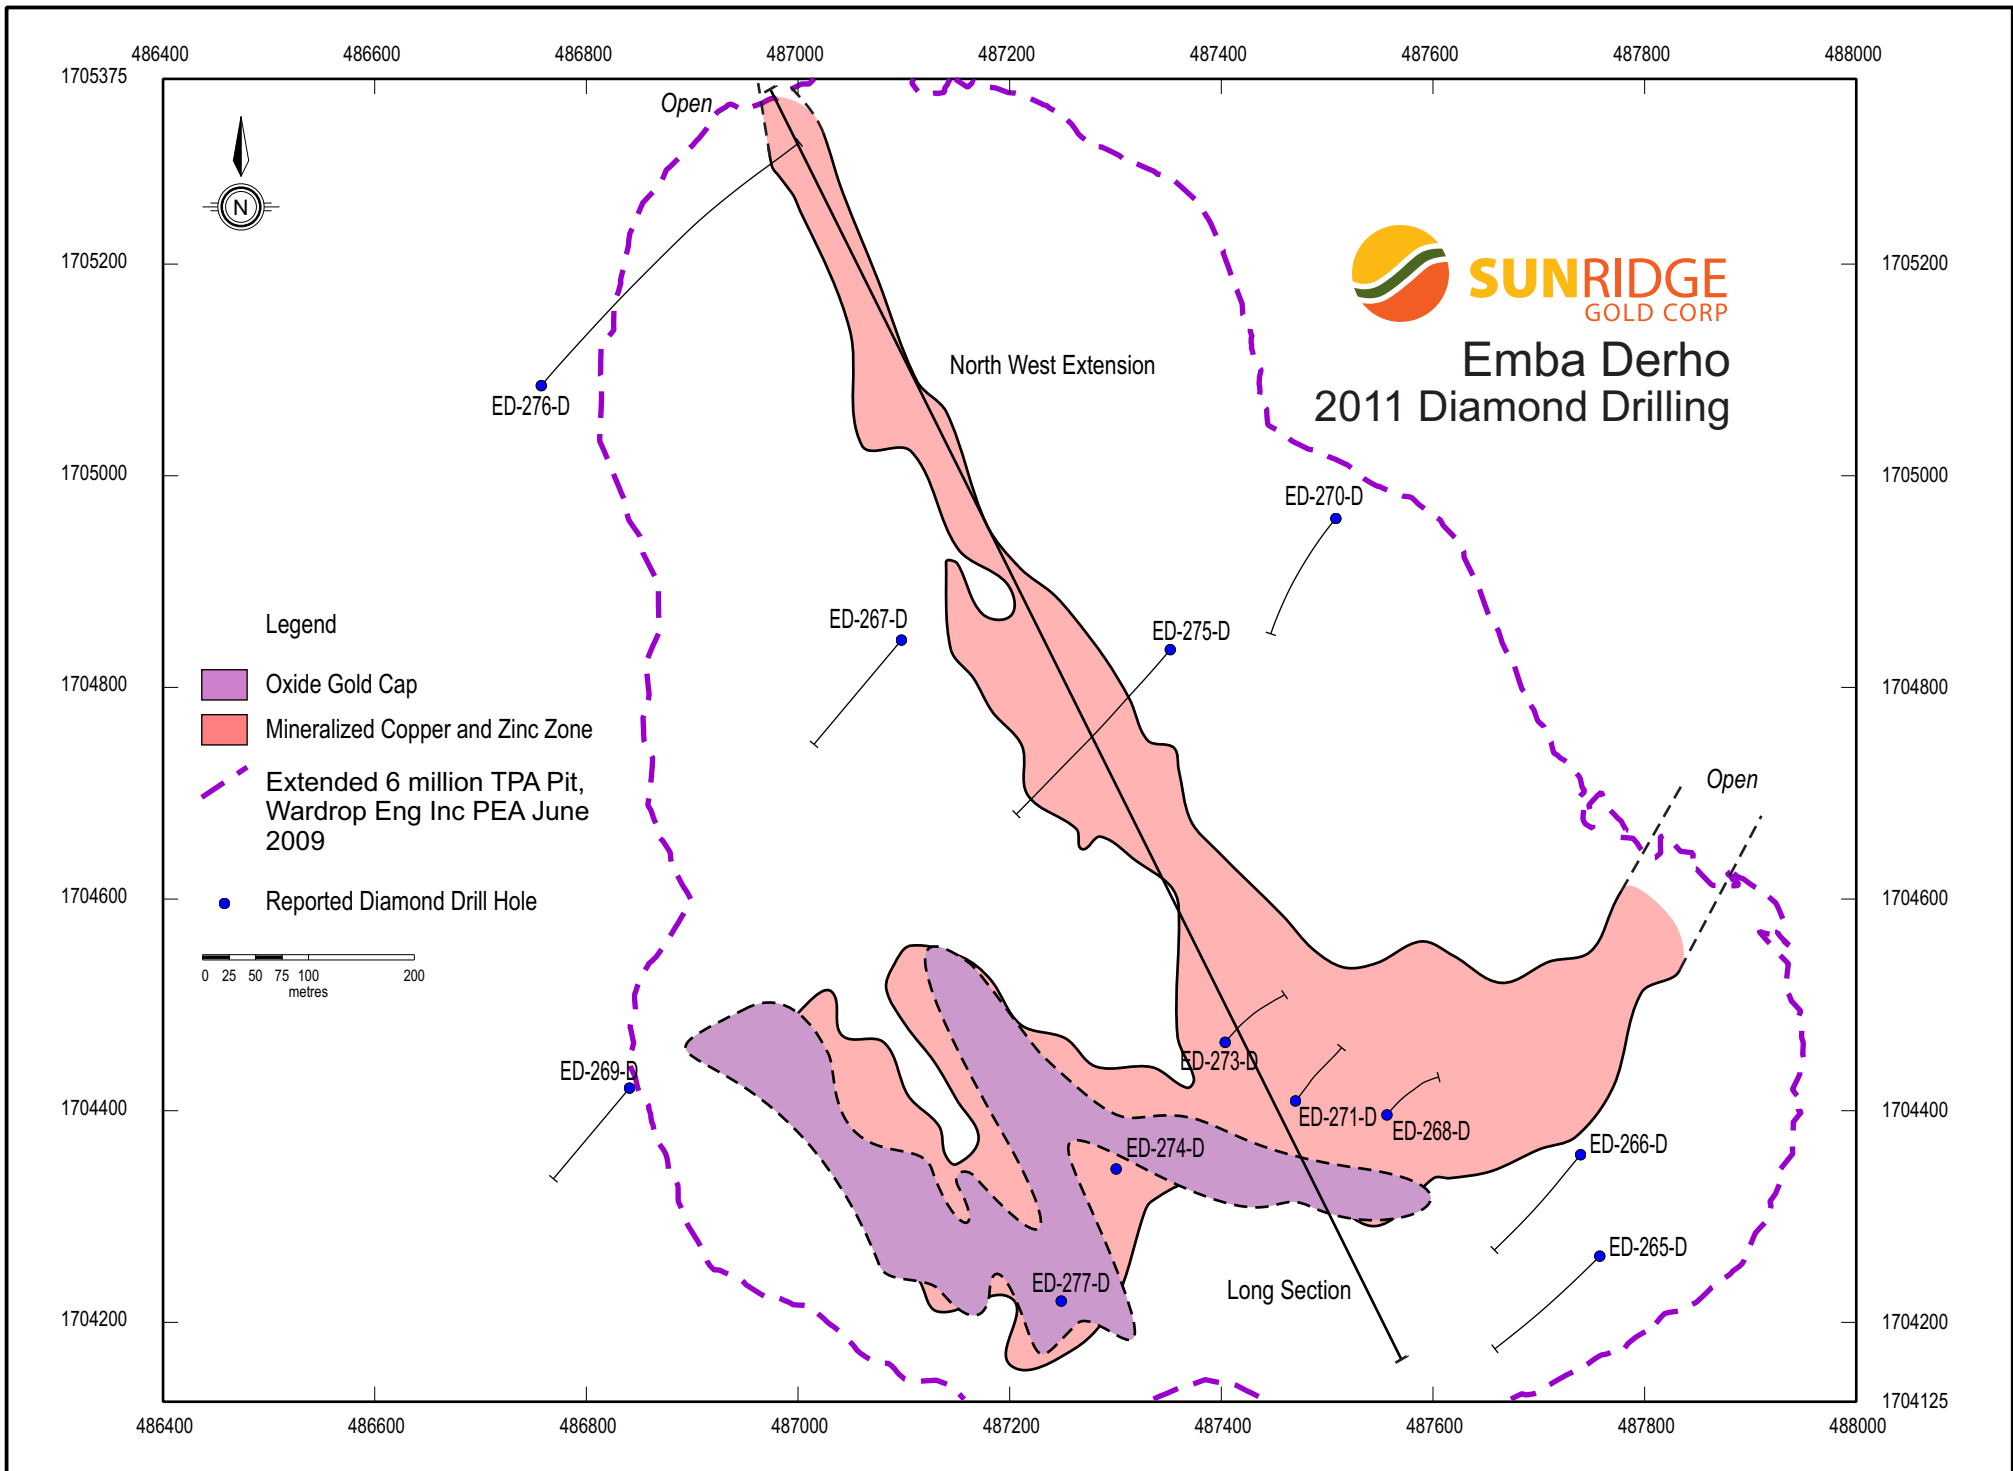 486400 486600 486800 487000 487200 487400 487600 487800 488000
1705375
Open
N
1705200 1705200
SUNRIDGE
GOLD CORP
Emba Derho
2011 Diamond Drilling
North West Extension
ED-276-D
1705000 1705000
ED-270-D
ED-267-D
ED-275-D
Legend
1704800 1704800
Oxide Gold Cap
Mineralized Copper and Zinc Zone
Extended 6 million TPA Pit,
Wardrop Eng Inc PEA June
2009
Open
1704600 1704600
Reported Diamond Drill Hole
0 25 50 75 100 200
metres
ED-273-D
ED-269-D
1704400 1704400
ED-271-D
ED-268-D
ED-274-D
ED-266-D
ED-265-D
ED-277-D
Long Section
1704200 1704200
1704125 1704125
486400 486600 486800 487000 487200 487400 487600 487800 488000